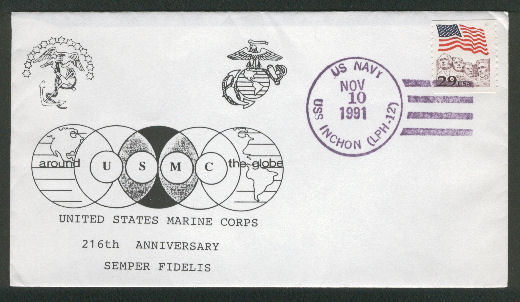 US NAVY
NOV
10
1991
USS INCHON (LPH-12)
29 USA
around U S M C the globe
UNITED STATES MARINE CORPS
216th ANNIVERSARY
SEMPER FIDELIS